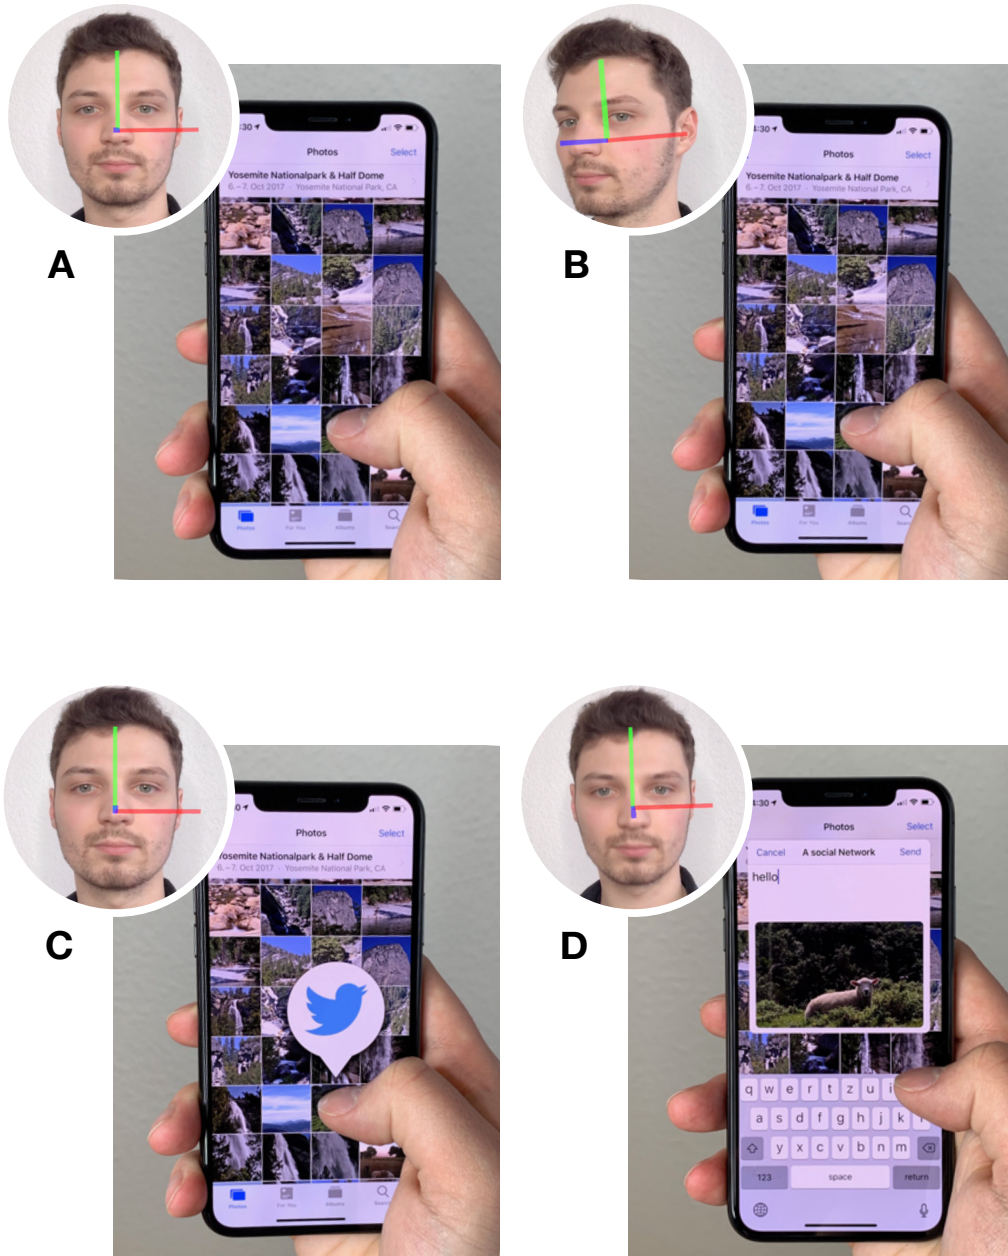 :30
Photos
Select
Yosemite Nationalpark & Half Dome
6. – 7. Oct 2017 · Yosemite National Park, CA
Photos
For You
Albums
A
:30
Photos
Select
Yosemite Nationalpark & Half Dome
6. – 7. Oct 2017 · Yosemite National Park, CA
Photos
For You
Albums
B
Photos
Select
Yosemite Nationalpark & Half Dome
6. – 7. Oct 2017 · Yosemite National Park, CA
C
Photos
For You
Albums
:30
Photos
Select
Cancel
A social Network
Send
hello
D
q w e r t z u i
a s d f g h j k
y x c v b n m
123
space
return